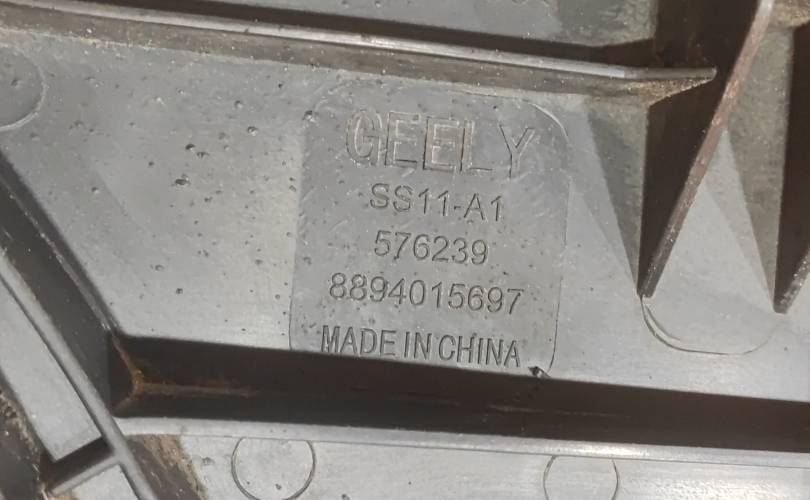 GEELY
SS11-A1
576239
8894015697
MADE IN CHINA